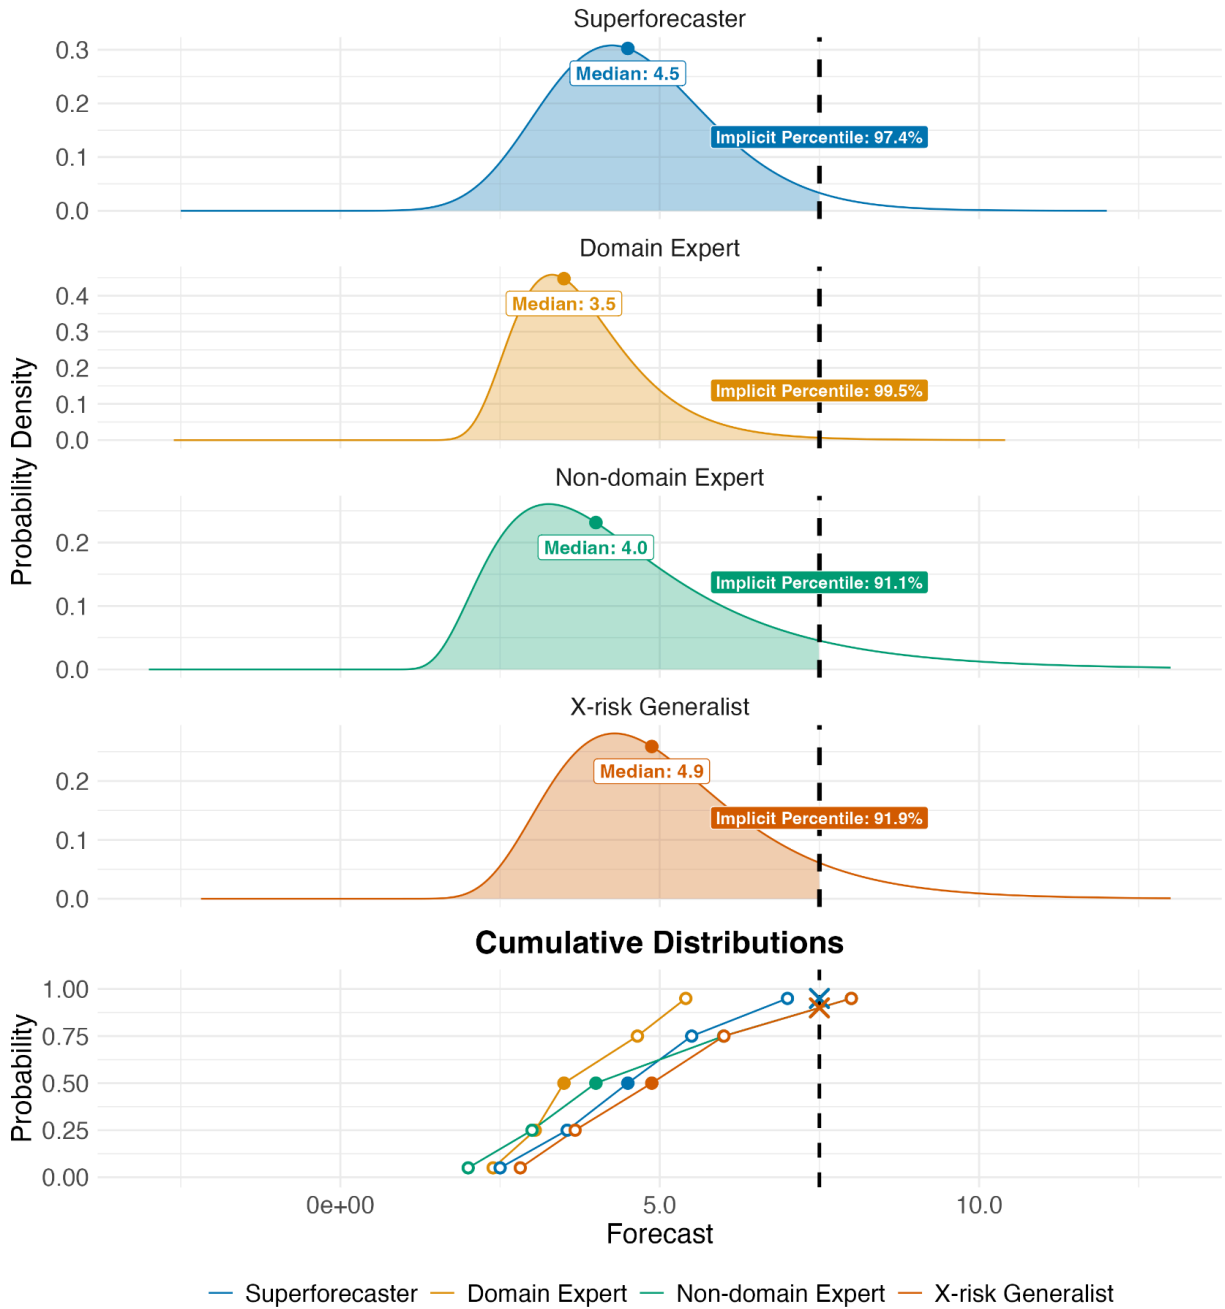 Superforecaster
0.3
0.2
0.1
0.0
Median: 4.5
Implicit Percentile: 97.4%
Domain Expert
0.4
0.3
0.2
0.1
0.0
Median: 3.5
Implicit Percentile: 99.5%
Probability Density
Non-domain Expert
0.2
0.1
0.0
Median: 4.0
Implicit Percentile: 91.1%
X-risk Generalist
0.2
0.1
0.0
Median: 4.9
Implicit Percentile: 91.9%
Cumulative Distributions
Probability
1.00
0.75
0.50
0.25
0.00
0e+00 5.0 10.0
Forecast
Superforecaster Domain Expert Non-domain Expert X-risk Generalist